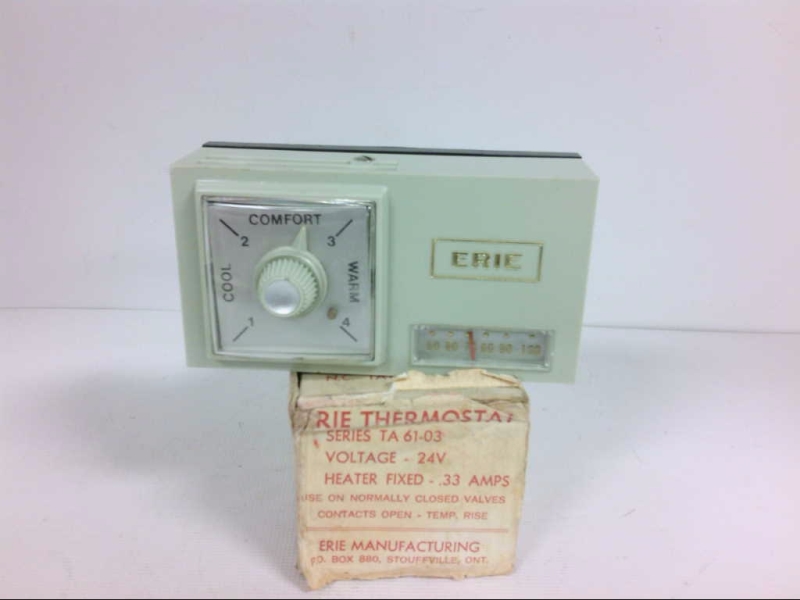 COMFORT
2 3
COOL WARM
1 4
ERIE
100
RIE THERMOSTAT
SERIES TA 61-03
VOLTAGE - 24V
HEATER FIXED - .33 AMPS
USE ON NORMALLY CLOSED VALVES
CONTACTS OPEN - TEMP. RISE
ERIE MANUFACTURING
P.O. BOX 880, STOUFFVILLE, ONT.